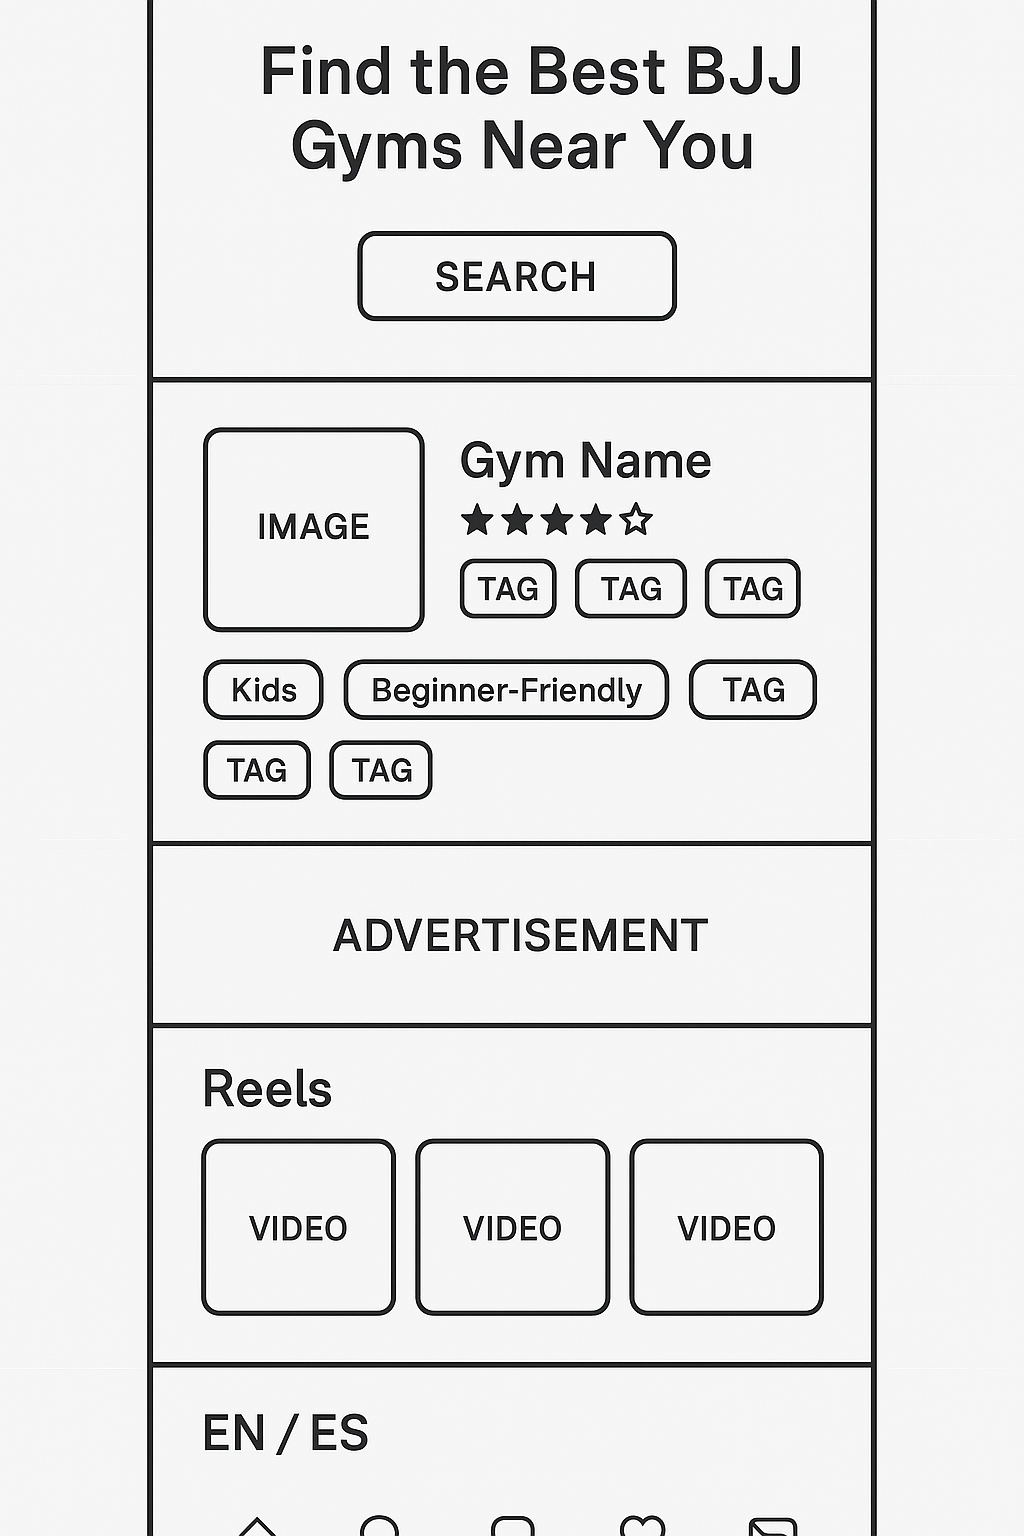 Find the Best BJJ
Gyms Near You
SEARCH
IMAGE
Gym Name
TAG TAG TAG
Kids Beginner-Friendly TAG
TAG TAG
ADVERTISEMENT
Reels
VIDEO VIDEO VIDEO
EN / ES